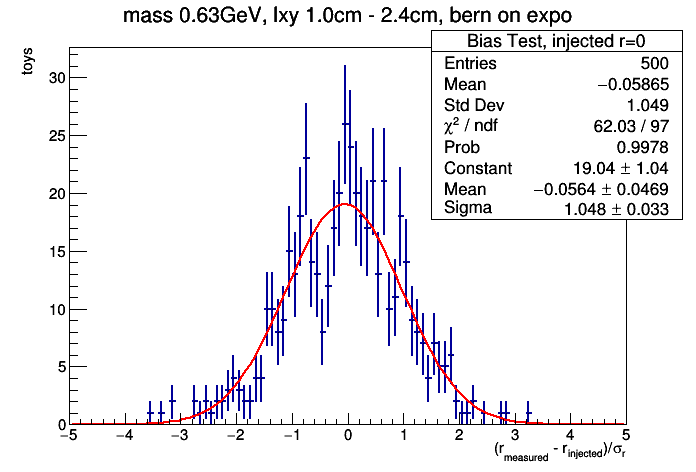 mass 0.63GeV, lxy 1.0cm - 2.4cm, bern on expo
toys
Bias Test, injected r=0
Entries 500
Mean −0.05865
Std Dev 1.049
χ² / ndf 62.03 / 97
Prob 0.9978
Constant 19.04 ± 1.04
Mean −0.0564 ± 0.0469
Sigma 1.048 ± 0.033
30
25
20
15
10
5
0
−5 −4 −3 −2 −1 0 1 2 3 4 5
(r_measured - r_injected)/σ_r